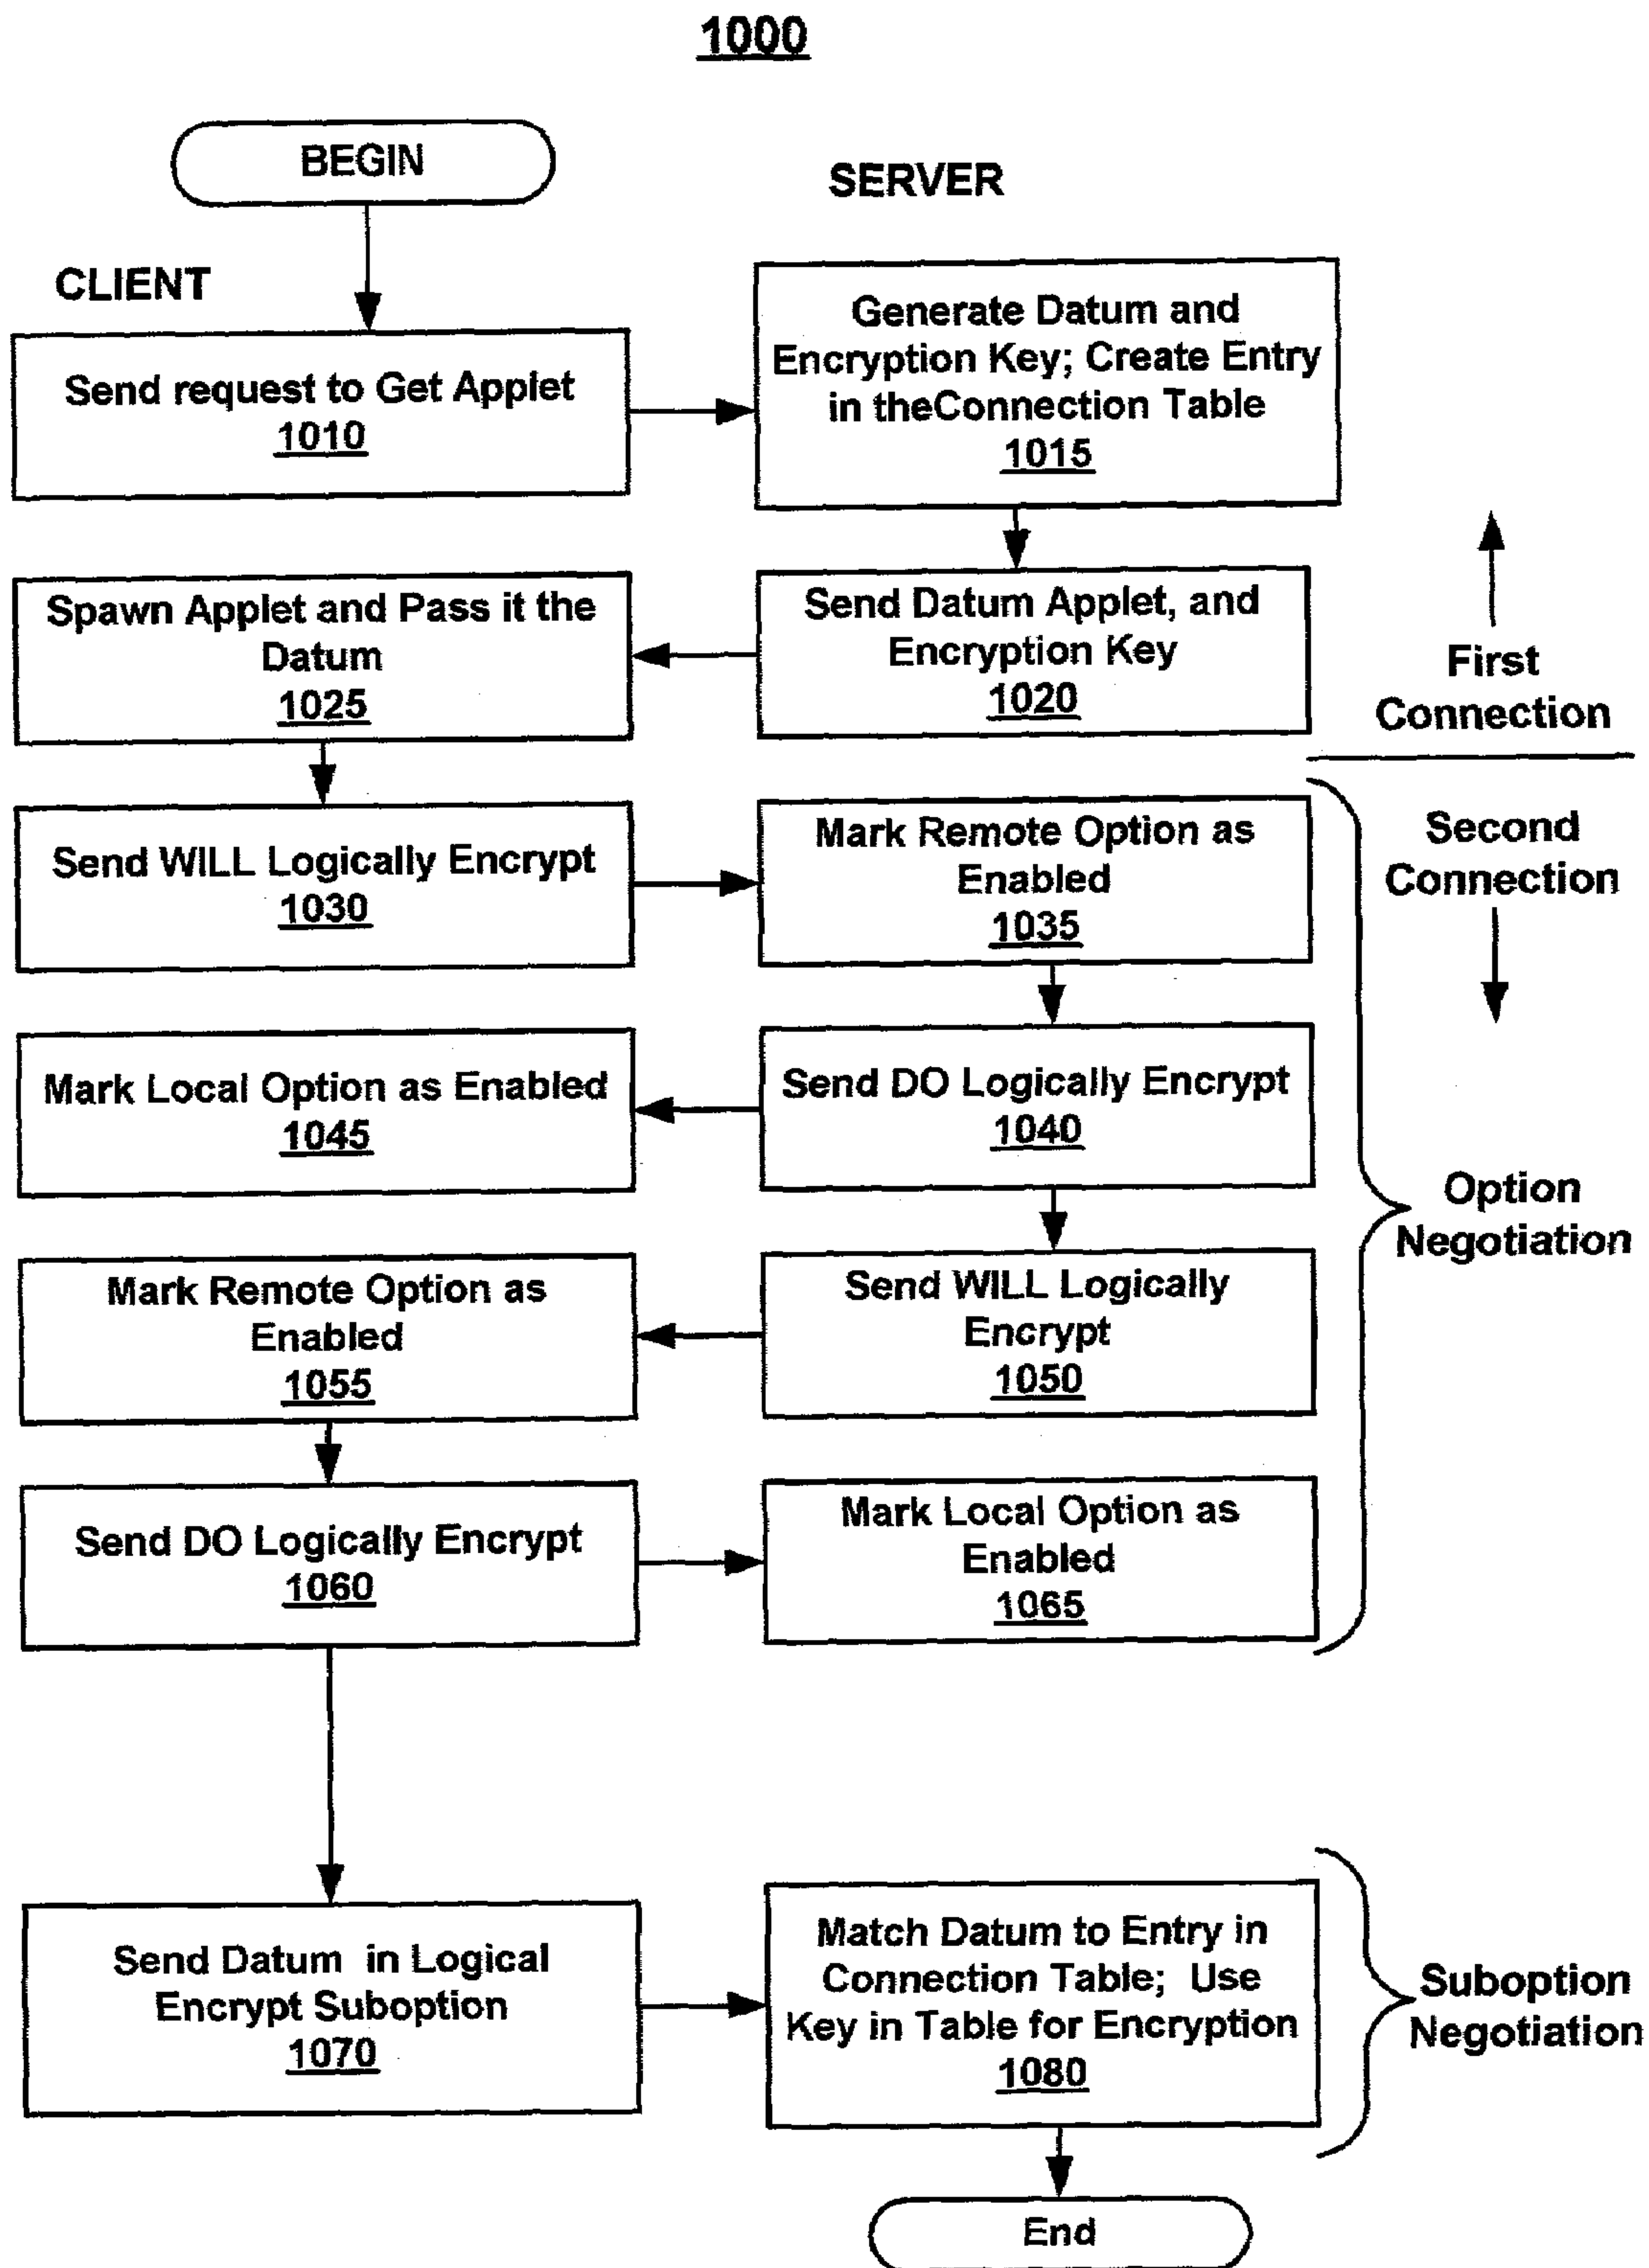 1000
BEGIN
SERVER
CLIENT
Send request to Get Applet
1010
Generate Datum and
Encryption Key; Create Entry
in theConnection Table
1015
Spawn Applet and Pass it the
Datum
1025
Send Datum Applet, and
Encryption Key
1020
First
Connection
Send WILL Logically Encrypt
1030
Mark Remote Option as
Enabled
1035
Second
Connection
Mark Local Option as Enabled
1045
Send DO Logically Encrypt
1040
Option
Negotiation
Mark Remote Option as
Enabled
1055
Send WILL Logically
Encrypt
1050
Send DO Logically Encrypt
1060
Mark Local Option as
Enabled
1065
Send Datum in Logical
Encrypt Suboption
1070
Match Datum to Entry in
Connection Table; Use
Key in Table for Encryption
1080
Suboption
Negotiation
End